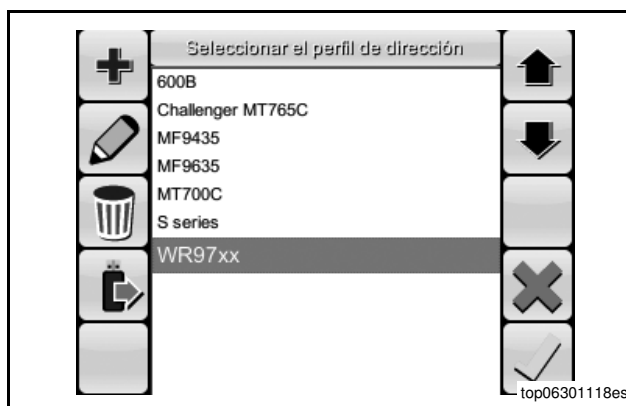 Seleccionar el perfil de dirección
600B
Challenger MT765C
MF9435
MF9635
MT700C
S series
WR97xx
top06301118es